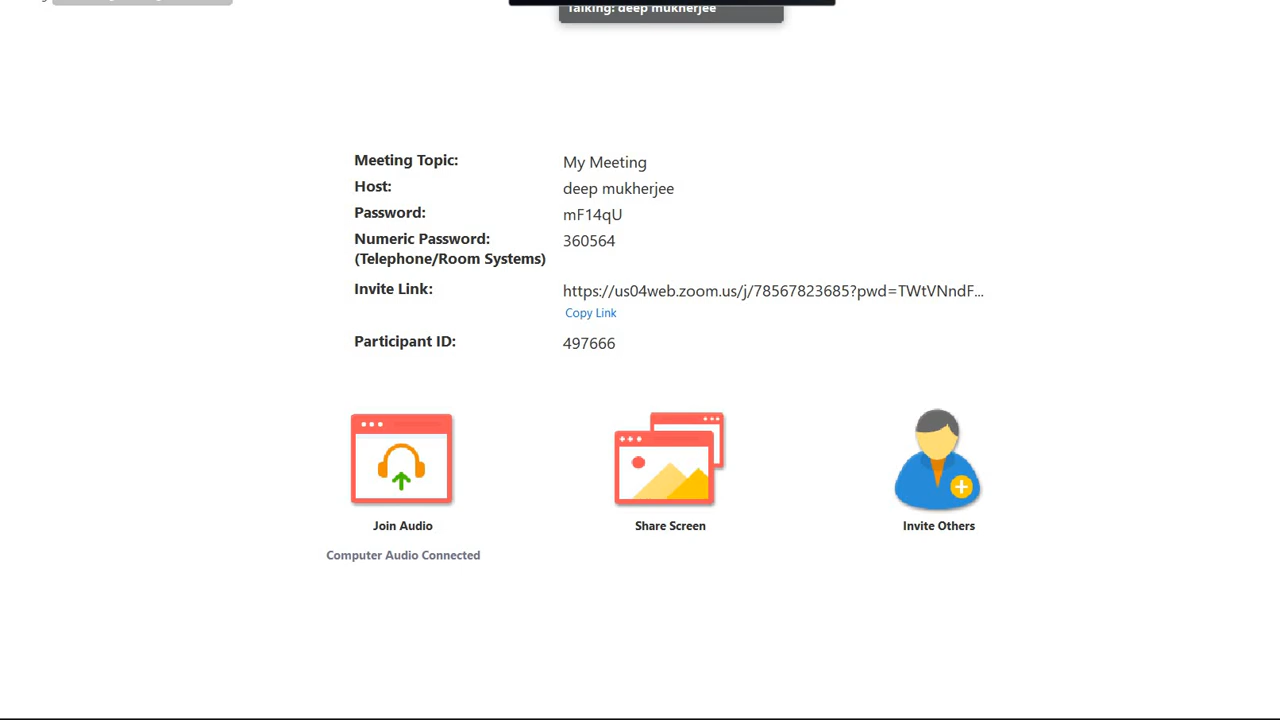 Talking: deep mukherjee
Meeting Topic: My Meeting
Host: deep mukherjee
Password: mF14qU
Numeric Password: 360564
(Telephone/Room Systems)
Invite Link: https://us04web.zoom.us/j/78567823685?pwd=TWtVNndF...
Copy Link
Participant ID: 497666
Join Audio Share Screen Invite Others
Computer Audio Connected